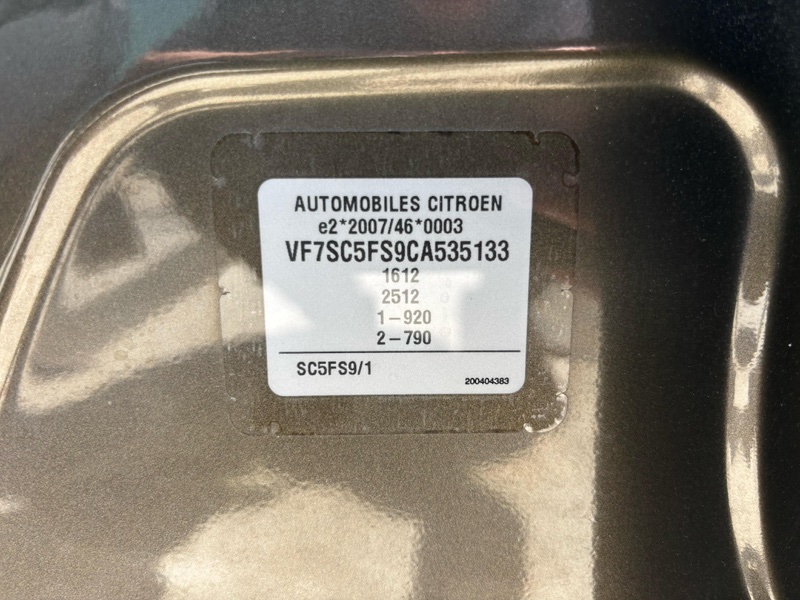 AUTOMOBILES CITROEN
e2*2007/46*0003
VF7SC5FS9CA535133
1612
2512
1-920
2-790
SC5FS9/1
200404383